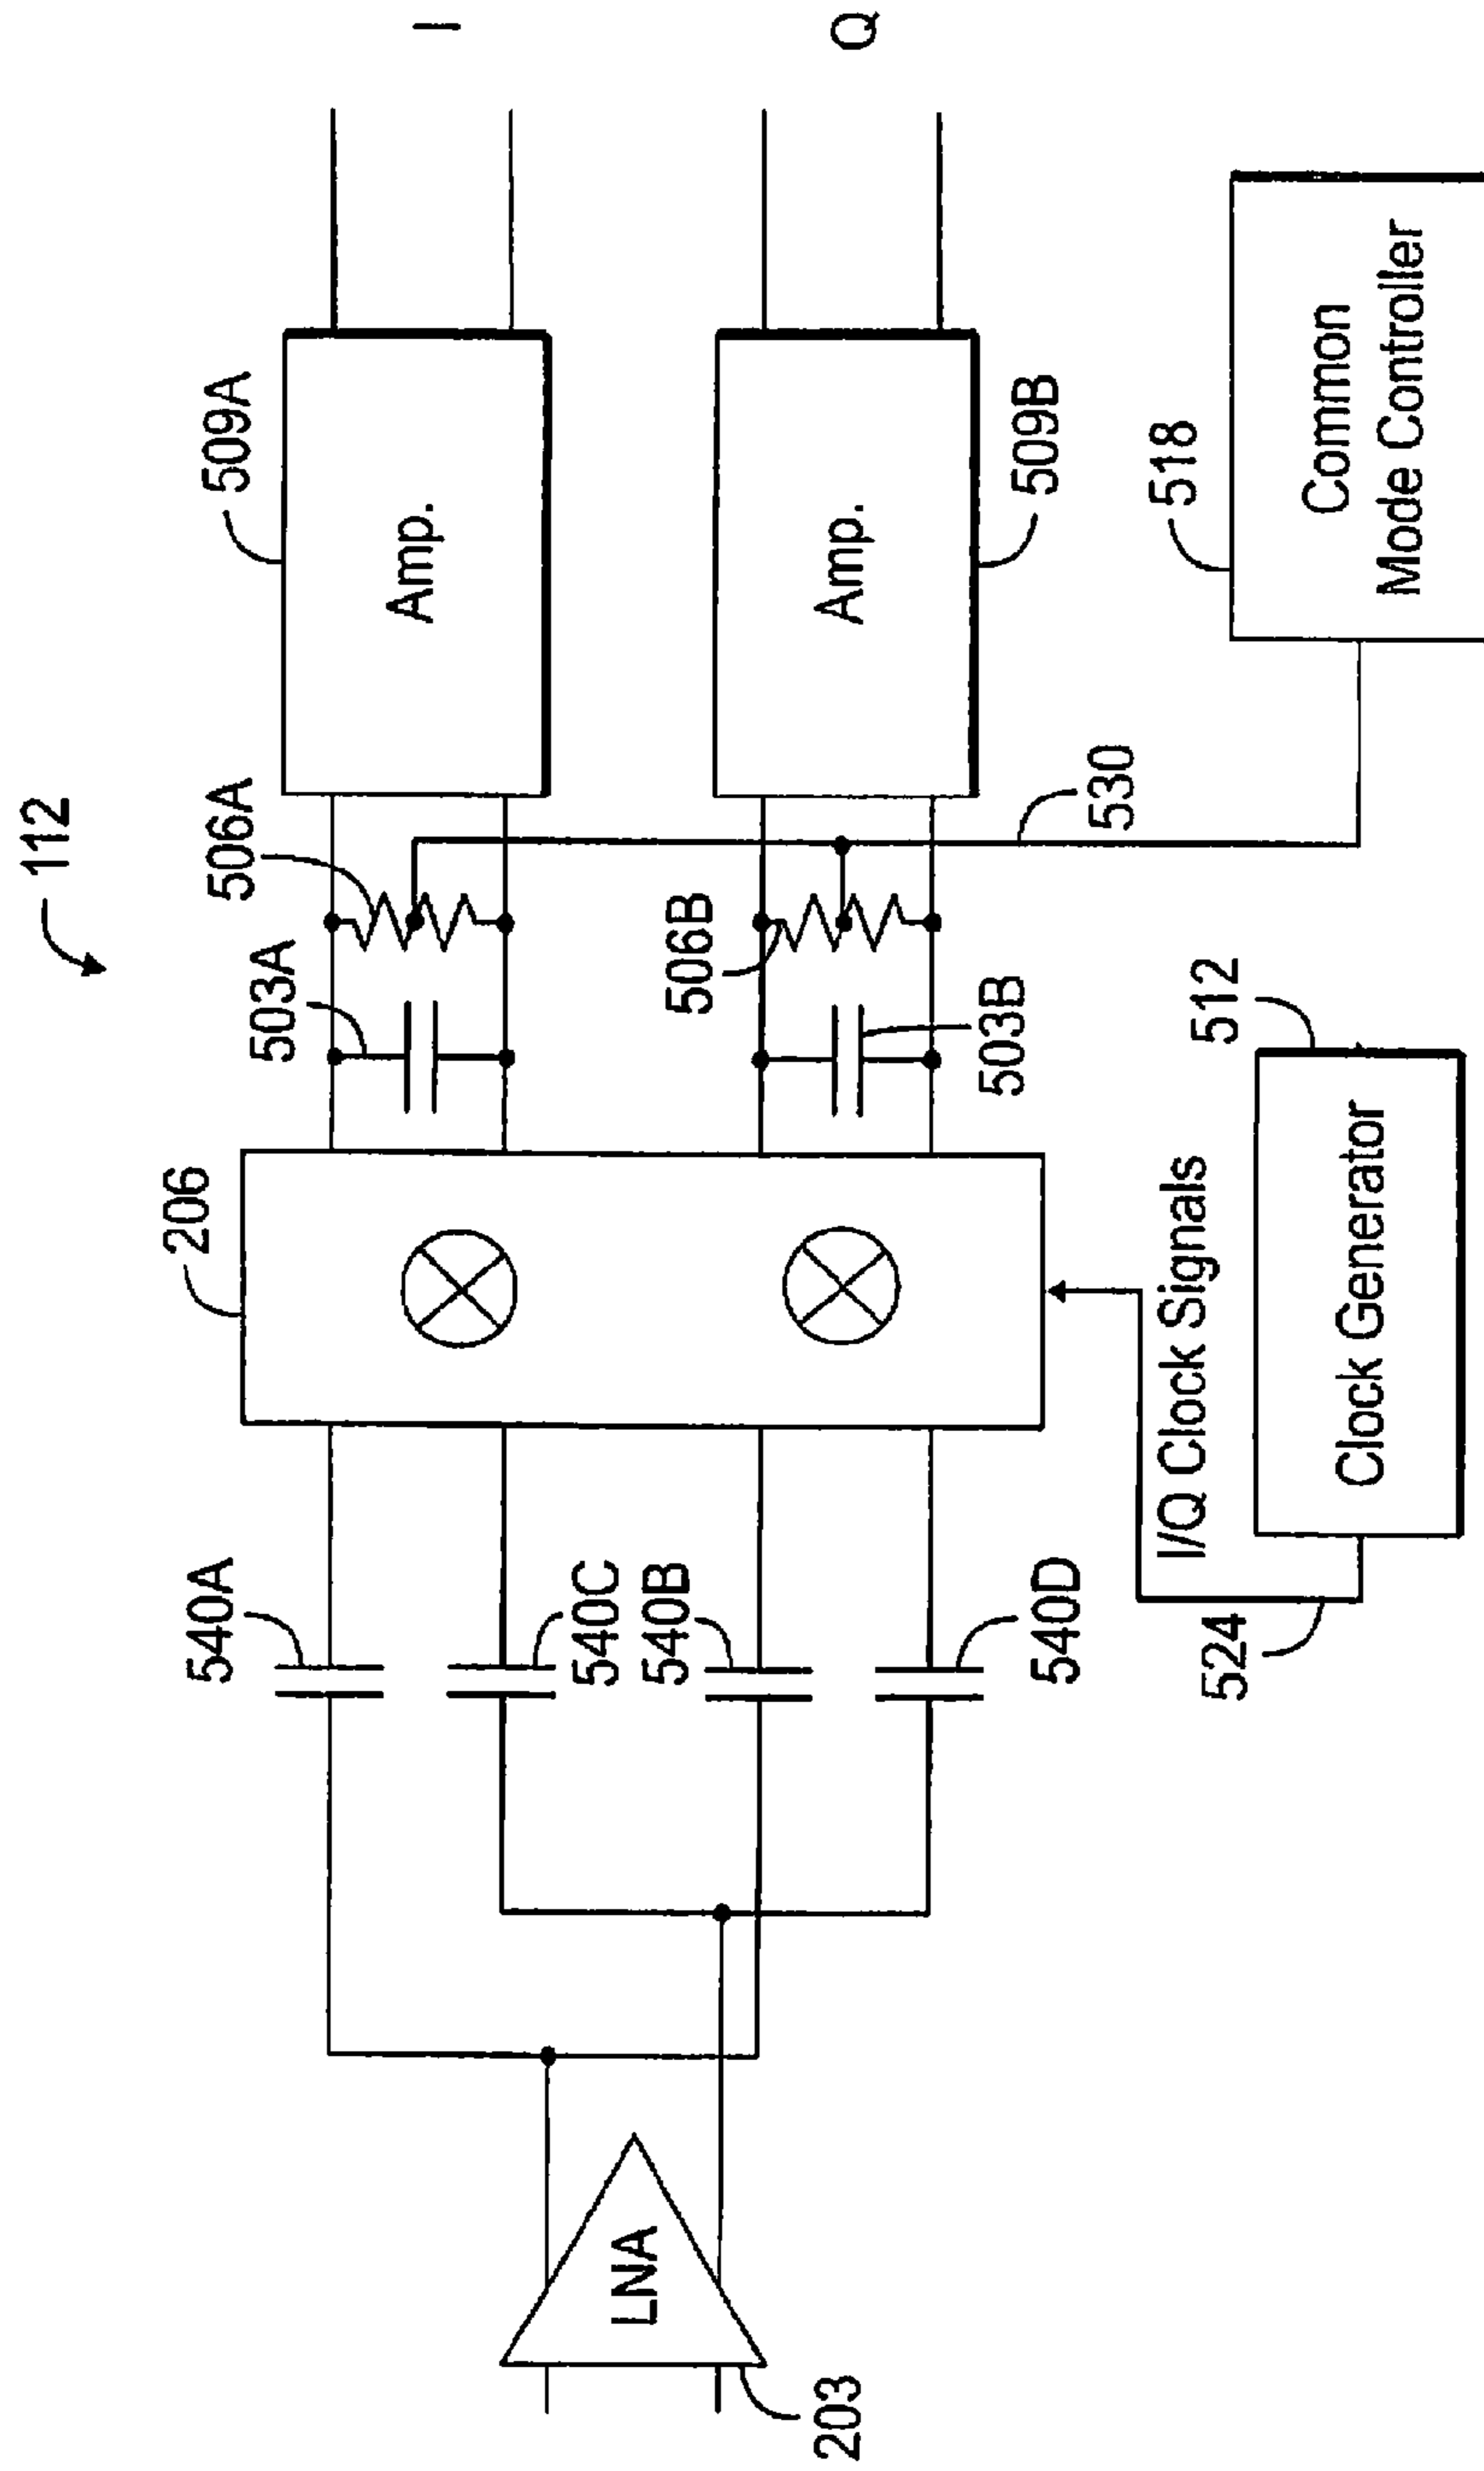 112
506A
509A
503A
206
540A
Amp.
I
540C
540B
506B
Amp.
Q
LNA
203
540D
503B
509B
530
518
I/Q Clock Signals
524
512
Common
Mode Controller
Clock Generator